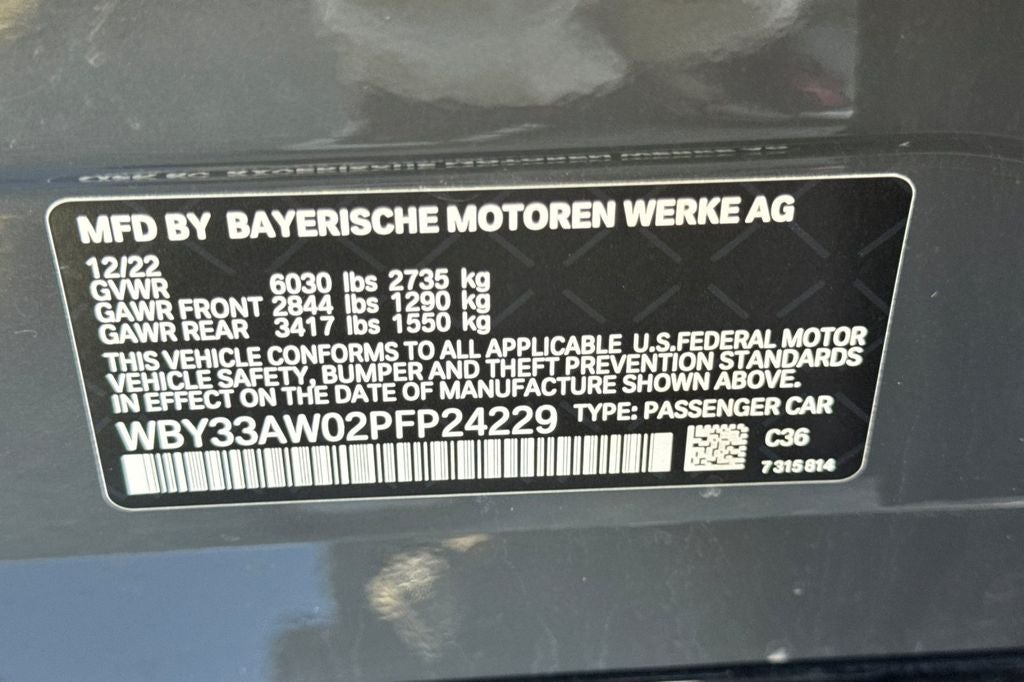 MFD BY BAYERISCHE MOTOREN WERKE AG
12/22
GVWR 6030 lbs 2735 kg
GAWR FRONT 2844 lbs 1290 kg
GAWR REAR 3417 lbs 1550 kg
THIS VEHICLE CONFORMS TO ALL APPLICABLE U.S.FEDERAL MOTOR
VEHICLE SAFETY, BUMPER AND THEFT PREVENTION STANDARDS
IN EFFECT ON THE DATE OF MANUFACTURE SHOWN ABOVE.
WBY33AW02PFP24229 TYPE: PASSENGER CAR
C36
7315814